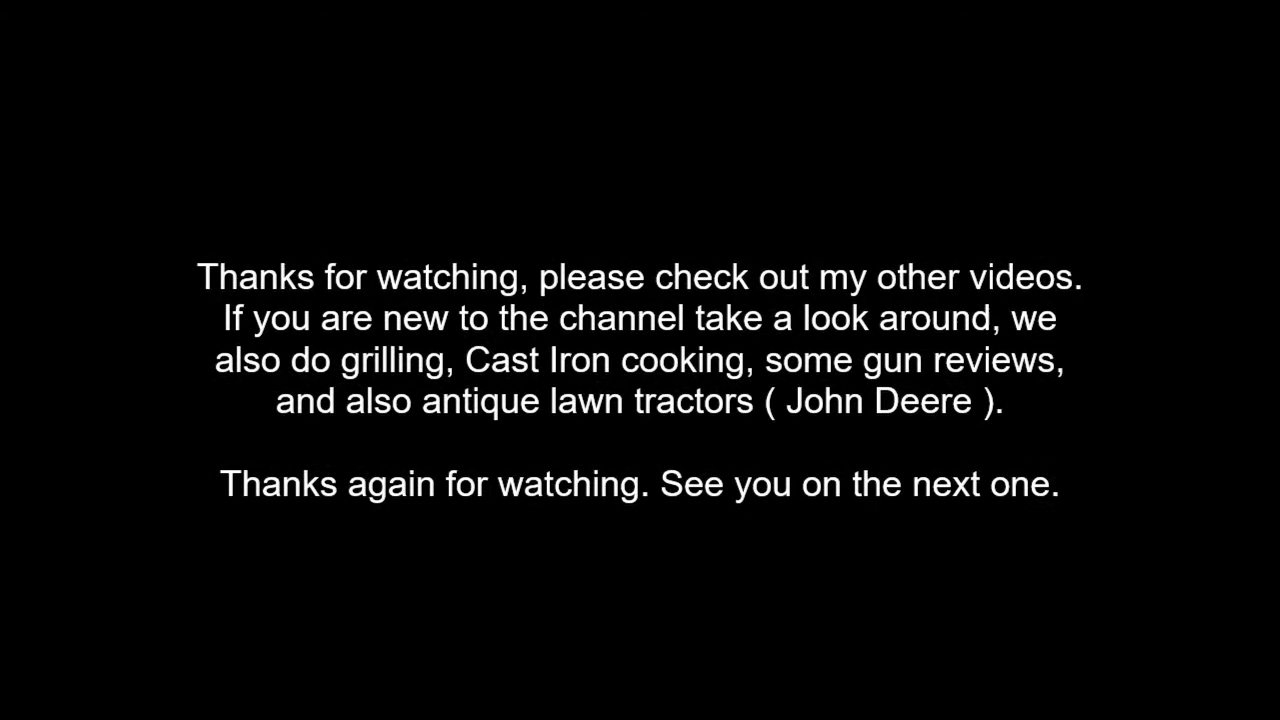 Thanks for watching, please check out my other videos.
If you are new to the channel take a look around, we
also do grilling, Cast Iron cooking, some gun reviews,
and also antique lawn tractors ( John Deere ).
Thanks again for watching. See you on the next one.